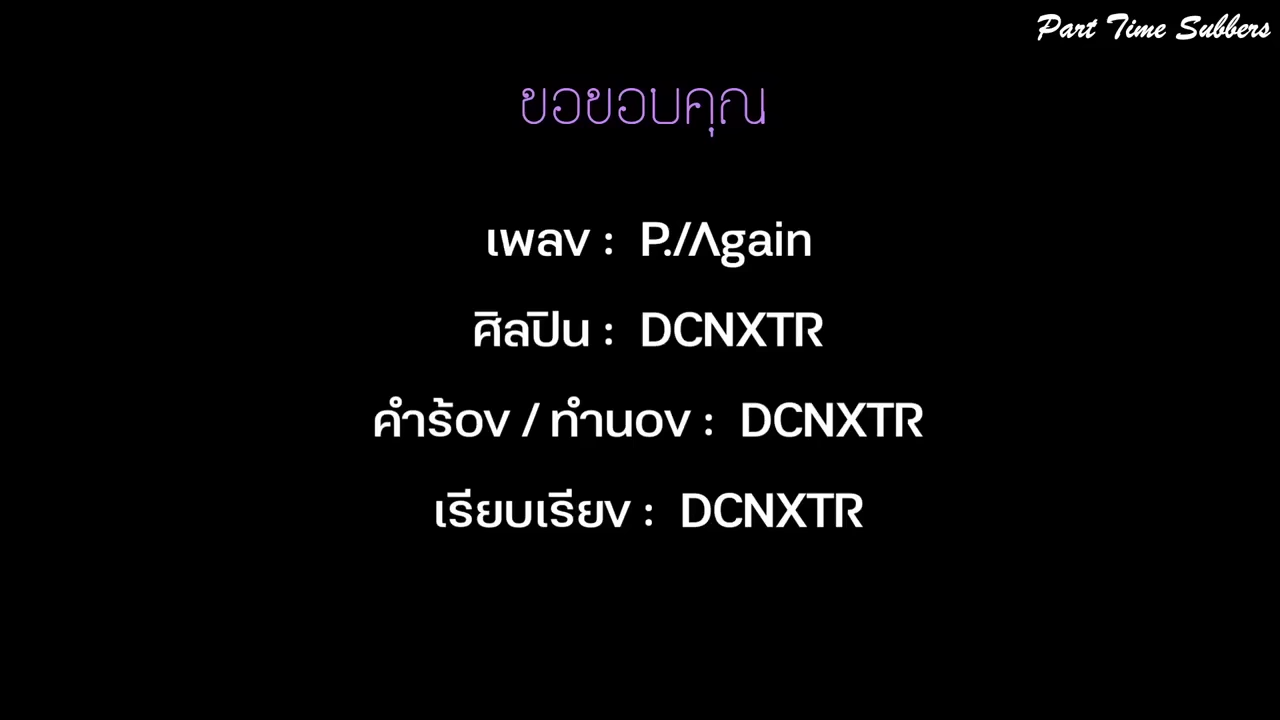 Part Time Subbers
ขอขอบคุณ
เพลง : P./Λgain
ศิลปิน : DCNXTR
คำร้อง / ทำนอง : DCNXTR
เรียบเรียง : DCNXTR